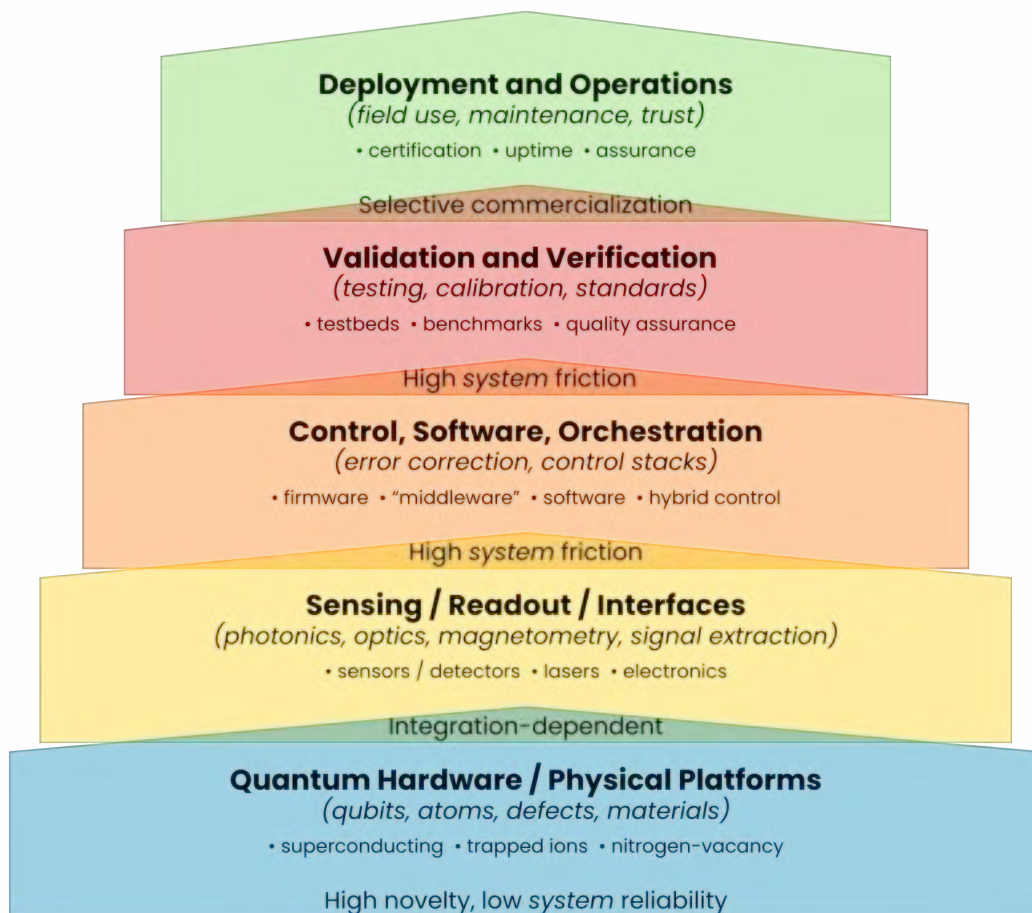 Deployment and Operations
(field use, maintenance, trust)
• certification • uptime • assurance
Selective commercialization
Validation and Verification
(testing, calibration, standards)
• testbeds • benchmarks • quality assurance
High system friction
Control, Software, Orchestration
(error correction, control stacks)
• firmware • “middleware” • software • hybrid control
High system friction
Sensing / Readout / Interfaces
(photonics, optics, magnetometry, signal extraction)
• sensors / detectors • lasers • electronics
Integration-dependent
Quantum Hardware / Physical Platforms
(qubits, atoms, defects, materials)
• superconducting • trapped ions • nitrogen-vacancy
High novelty, low system reliability